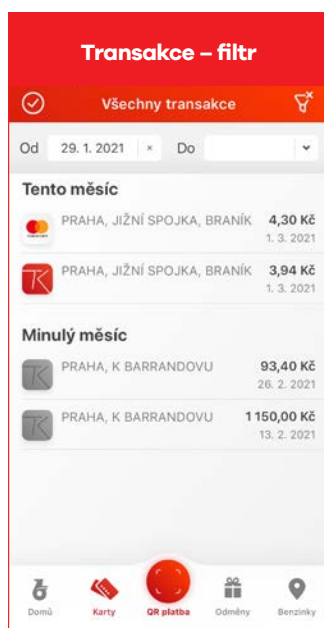 Transakce – filtr
Všechny transakce
Od 29. 1. 2021 × Do
Tento měsíc
PRAHA, JIŽNÍ SPOJKA, BRANÍK 4,30 Kč
1. 3. 2021
PRAHA, JIŽNÍ SPOJKA, BRANÍK 3,94 Kč
1. 3. 2021
Minulý měsíc
PRAHA, K BARRANDOVU 93,40 Kč
26. 2. 2021
PRAHA, K BARRANDOVU 1 150,00 Kč
13. 2. 2021
Domů Karty QR platba Odměny Benzinky